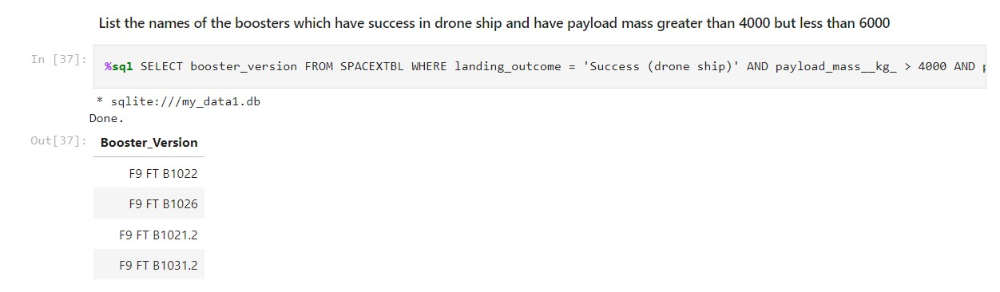 List the names of the boosters which have success in drone ship and have payload mass greater than 4000 but less than 6000
In [37]: %sql SELECT booster_version FROM SPACEXTBL WHERE landing_outcome = 'Success (drone ship)' AND payload_mass__kg_ > 4000 AND
* sqlite:///my_data1.db
Done.
Out[37]: Booster_Version
F9 FT B1022
F9 FT B1026
F9 FT B1021.2
F9 FT B1031.2